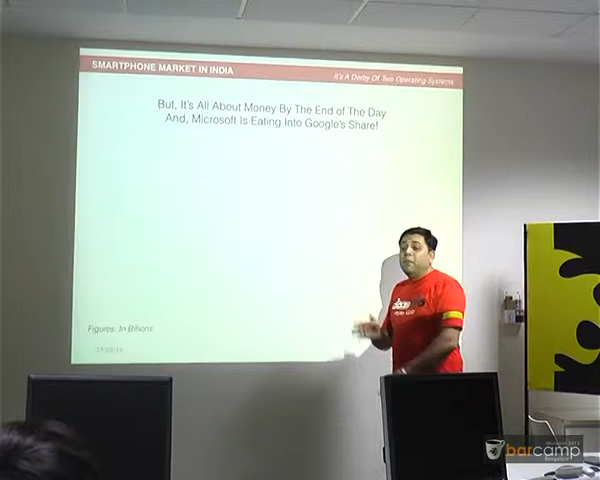 SMARTPHONE MARKET IN INDIA
It's A Derby Of Two Operating Systems
But, It's All About Money By The End of The Day
And, Microsoft Is Eating Into Google's Share!
Figures: In Billions
barcamp
Bangalore